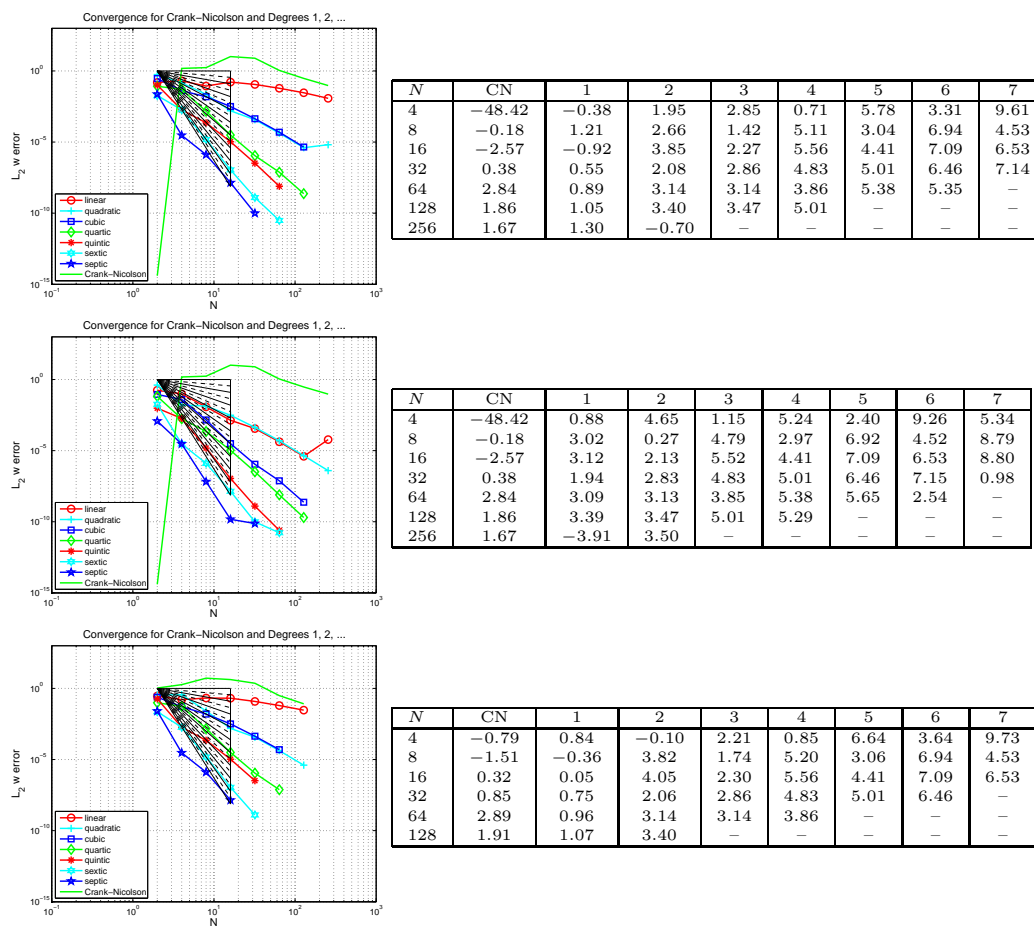 Convergence for Crank−Nicolson and Degrees 1, 2, ...
10^0
10^−5
10^−10
10^−15
L_2 w error
linear
quadratic
cubic
quartic
quintic
sextic
septic
Crank−Nicolson
10^−1 10^0 10^1 10^2 10^3
N
N CN 1 2 3 4 5 6 7
4 −48.42 −0.38 1.95 2.85 0.71 5.78 3.31 9.61
8 −0.18 1.21 2.66 1.42 5.11 3.04 6.94 4.53
16 −2.57 −0.92 3.85 2.27 5.56 4.41 7.09 6.53
32 0.38 0.55 2.08 2.86 4.83 5.01 6.46 7.14
64 2.84 0.89 3.14 3.14 3.86 5.38 5.35 –
128 1.86 1.05 3.40 3.47 5.01 – – –
256 1.67 1.30 −0.70 – – – – –
Convergence for Crank−Nicolson and Degrees 1, 2, ...
10^0
10^−5
10^−10
10^−15
L_2 w error
linear
quadratic
cubic
quartic
quintic
sextic
septic
Crank−Nicolson
10^−1 10^0 10^1 10^2 10^3
N
N CN 1 2 3 4 5 6 7
4 −48.42 0.88 4.65 1.15 5.24 2.40 9.26 5.34
8 −0.18 3.02 0.27 4.79 2.97 6.92 4.52 8.79
16 −2.57 3.12 2.13 5.52 4.41 7.09 6.53 8.80
32 0.38 1.94 2.83 4.83 5.01 6.46 7.15 0.98
64 2.84 3.09 3.13 3.85 5.38 5.65 2.54 –
128 1.86 3.39 3.47 5.01 5.29 – – –
256 1.67 −3.91 3.50 – – – – –
Convergence for Crank−Nicolson and Degrees 1, 2, ...
10^0
10^−5
10^−10
10^−15
L_2 w error
linear
quadratic
cubic
quartic
quintic
sextic
septic
Crank−Nicolson
10^−1 10^0 10^1 10^2 10^3
N
N CN 1 2 3 4 5 6 7
4 −0.79 0.84 −0.10 2.21 0.85 6.64 3.64 9.73
8 −1.51 −0.36 3.82 1.74 5.20 3.06 6.94 4.53
16 0.32 0.05 4.05 2.30 5.56 4.41 7.09 6.53
32 0.85 0.75 2.06 2.86 4.83 5.01 6.46 –
64 2.89 0.96 3.14 3.14 3.86 – – –
128 1.91 1.07 3.40 – – – – –